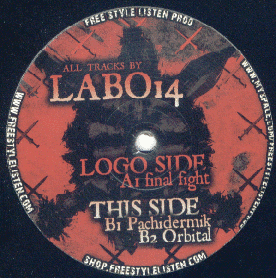 FREE STYLE LISTEN PROD
ALL TRACKS BY
LABO14
LOGO SIDE
A1 final fight
THIS SIDE
B1 Pachidermik
B2 Orbital
WWW.FREESTYLELISTEN.COM
SHOP.FREESTYLELISTEN.COM